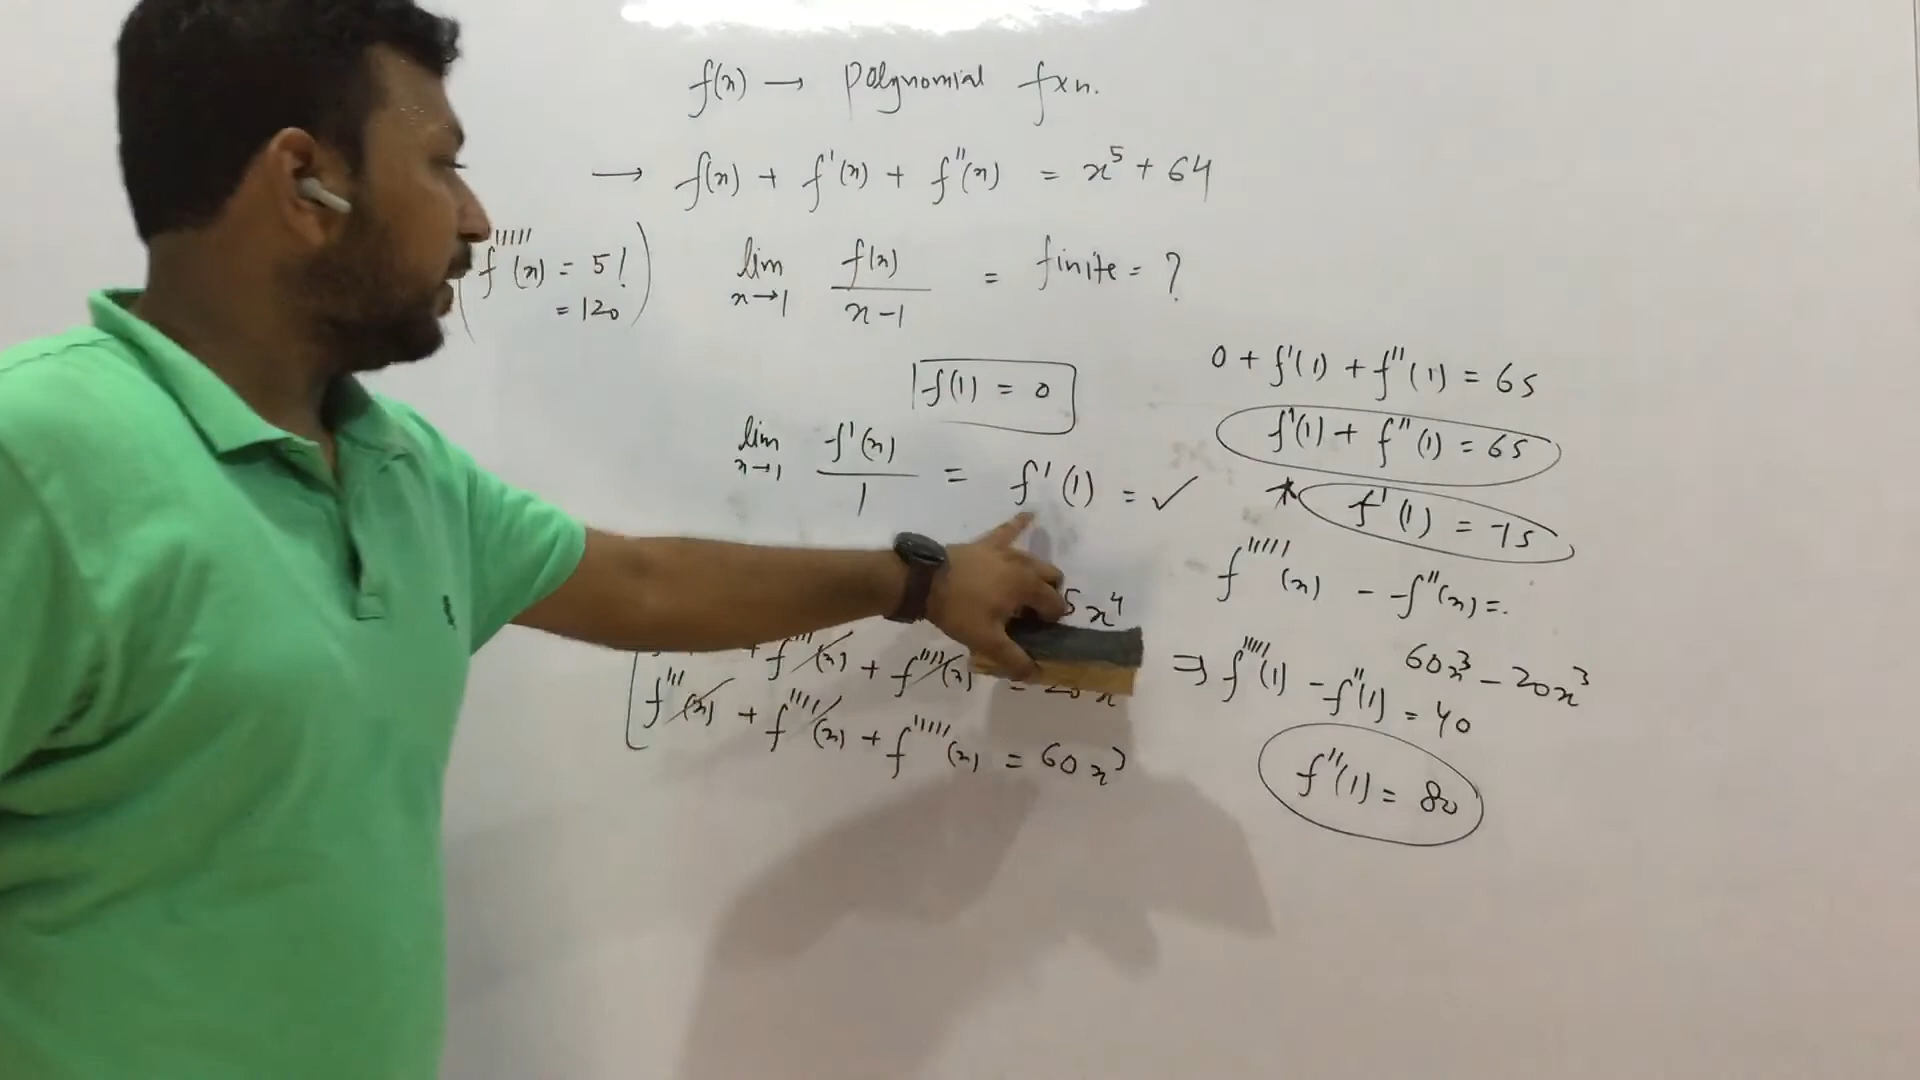 f(x) → Polynomial fxn.
→ f(x) + f'(x) + f''(x) = x⁵ + 64
f'''''(x) = 5!
= 120
lim x→1 f(x)/(x-1) = finite = ?
f(1) = 0
lim x→1 f'(x)/1 = f'(1) = ✓
5x⁴
+ f'''(x) + f''''(x) = 20x
f'''(x) + f''''(x) + f'''''(x) = 60x²
0 + f'(1) + f''(1) = 65
f'(1) + f''(1) = 65
* f'(1) = -15
f'''''(x) - f''(x) =
60x³ - 20x³
⇒ f'''''(1) - f''(1) = 40
f''(1) = 80